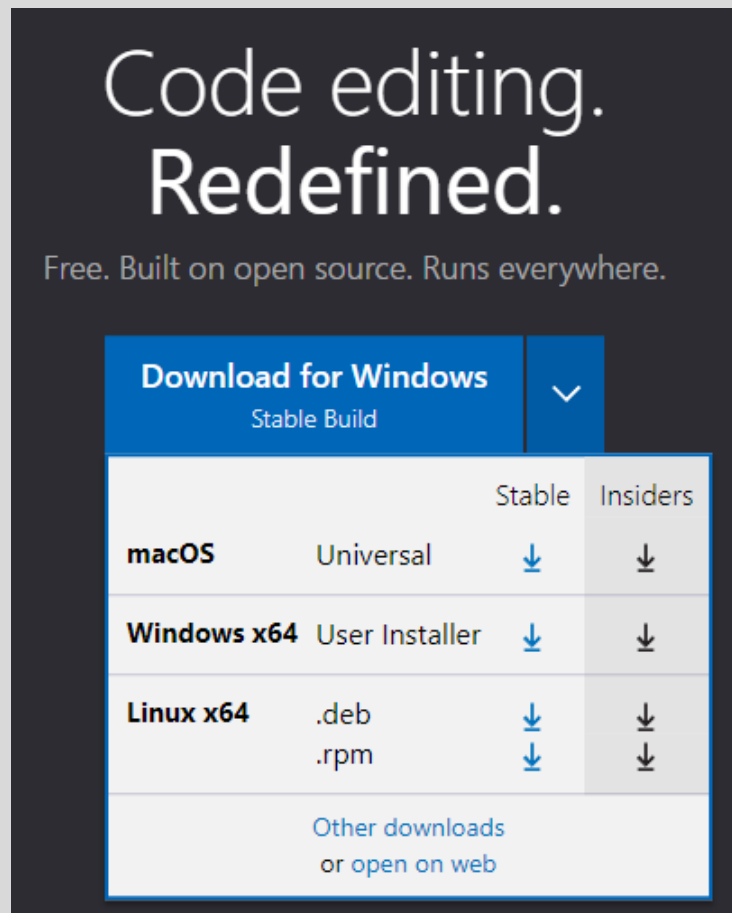 Code editing.
Redefined.
Free. Built on open source. Runs everywhere.
Download for Windows
Stable Build
Stable Insiders
macOS Universal
Windows x64 User Installer
Linux x64 .deb
.rpm
Other downloads
or open on web